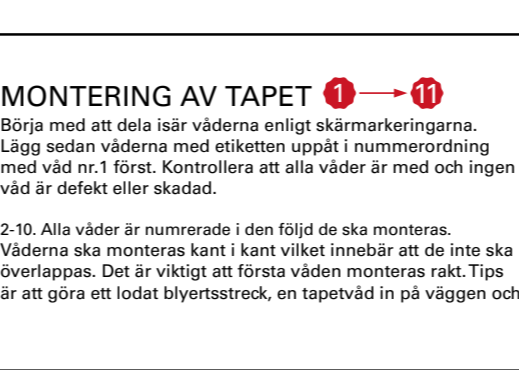 MONTERING AV TAPET 1 → 11
Börja med att dela isär våderna enligt skärmarkeringarna.
Lägg sedan våderna med etiketten uppåt i nummerordning
med våd nr.1 först. Kontrollera att alla våder är med och ingen
våd är defekt eller skadad.
2-10. Alla våder är numrerade i den följd de ska monteras.
Våderna ska monteras kant i kant vilket innebär att de inte ska
överlappas. Det är viktigt att första våden monteras rakt. Tips
är att göra ett lodat blyertsstreck, en tapetvåd in på väggen och